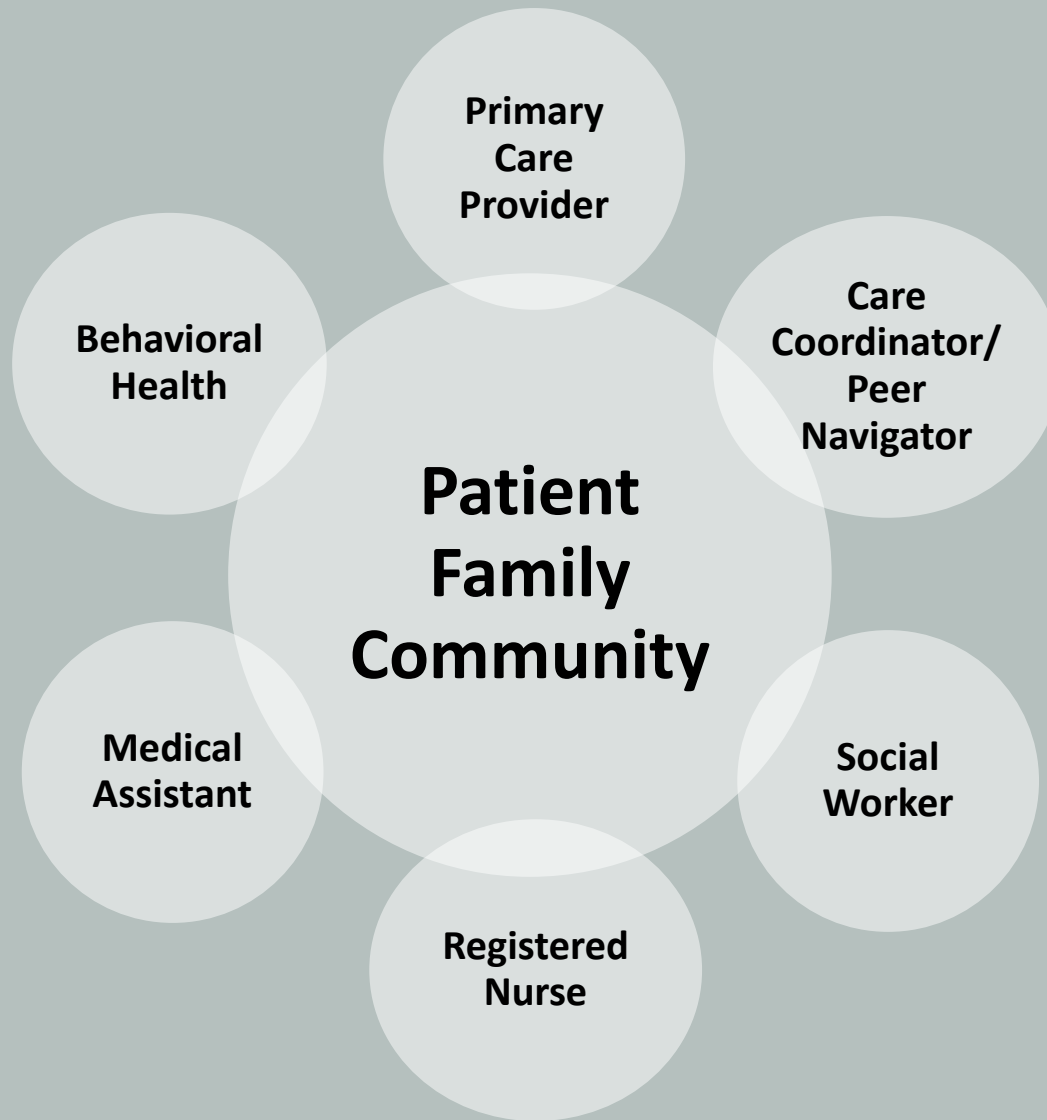 Primary
Care
Provider
Care
Coordinator/
Peer
Navigator
Behavioral
Health
Patient
Family
Community
Medical
Assistant
Social
Worker
Registered
Nurse